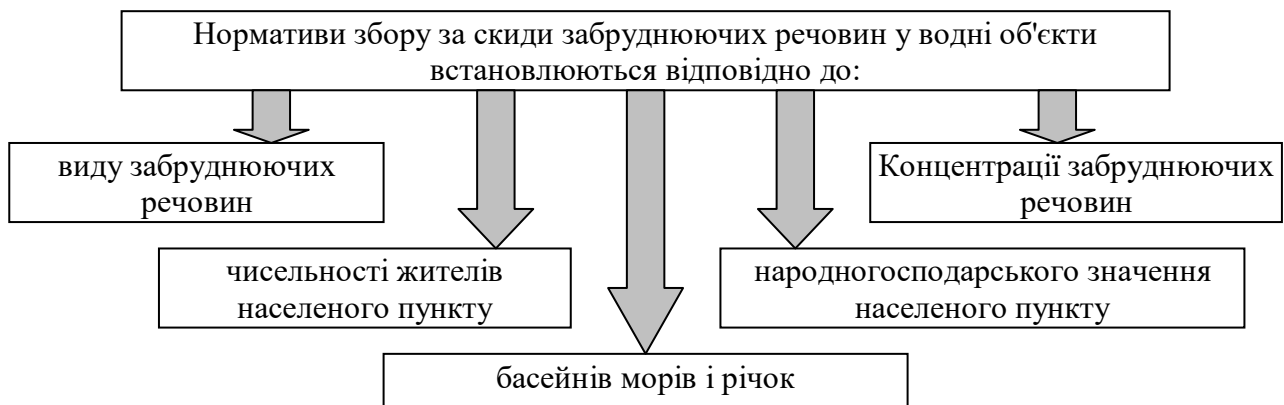 Нормативи збору за скиди забруднюючих речовин у водні об'єкти
встановлюються відповідно до:
виду забруднюючих
речовин
Концентрації забруднюючих
речовин
чисельності жителів
населеного пункту
народногосподарського значення
населеного пункту
басейнів морів і річок